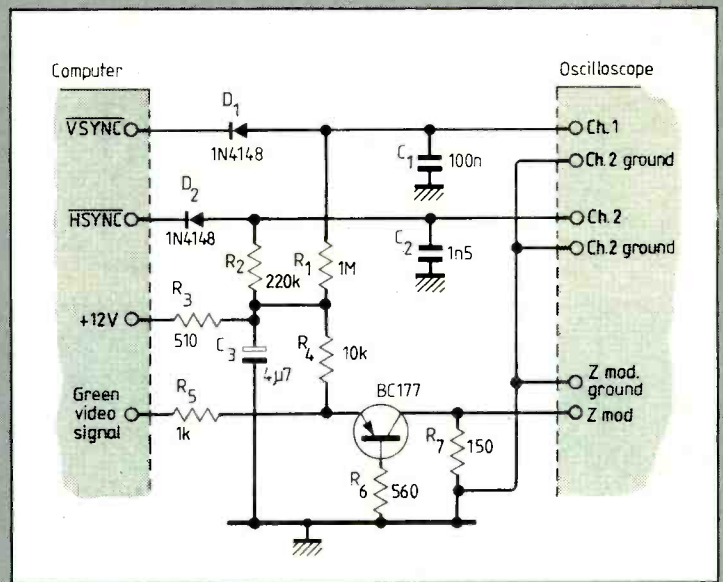 Computer
Oscilloscope
D1
VSYNC
1N4148
Ch.1
C1 100n
Ch.2 ground
D2
HSYNC
1N4148
Ch.2
C2 1n5
Ch.2 ground
R2
220k
R1
1M
R3
+12V
510
C3
4µ7
R4
10k
BC177
Z mod.
ground
Green
video
signal
R5
1k
Z mod
R7 150
R6 560